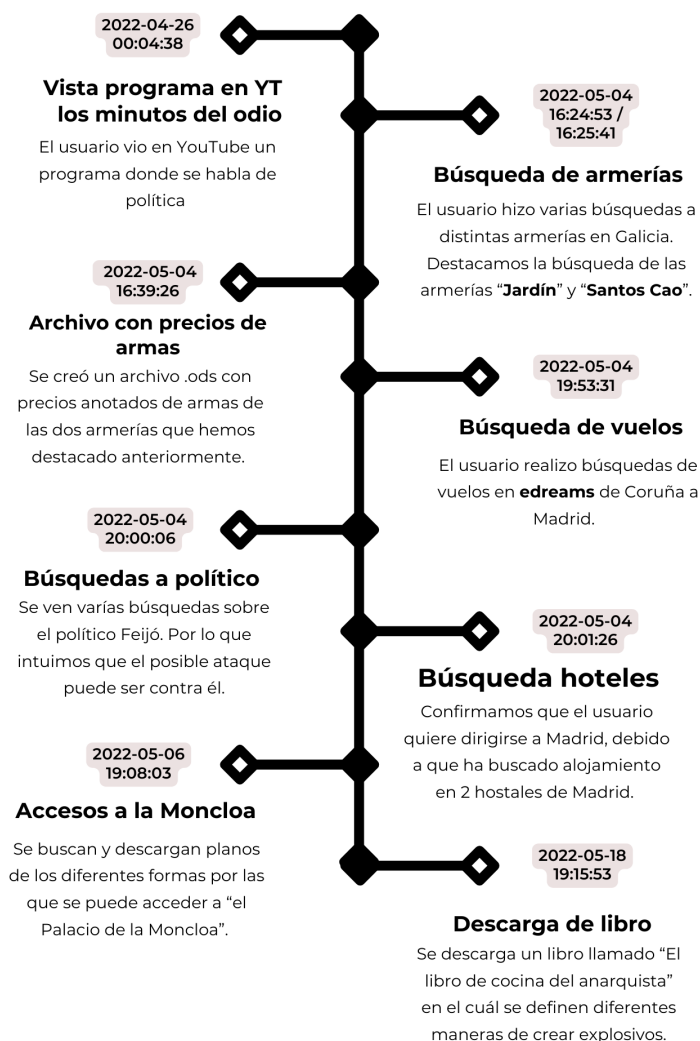 2022-04-26
00:04:38
Vista programa en YT
los minutos del odio
El usuario vio en YouTube un
programa donde se habla de
política
2022-05-04
16:24:53 /
16:25:41
Búsqueda de armerías
El usuario hizo varias búsquedas a
distintas armerías en Galicia.
Destacamos la búsqueda de las
armerías “Jardín” y “Santos Cao”.
2022-05-04
16:39:26
Archivo con precios de
armas
Se creó un archivo .ods con
precios anotados de armas de
las dos armerías que hemos
destacado anteriormente.
2022-05-04
19:53:31
Búsqueda de vuelos
El usuario realizo búsquedas de
vuelos en edreams de Coruña a
Madrid.
2022-05-04
20:00:06
Búsquedas a político
Se ven varías búsquedas sobre
el político Feijó. Por lo que
intuimos que el posible ataque
puede ser contra él.
2022-05-04
20:01:26
Búsqueda hoteles
Confirmamos que el usuario
quiere dirigirse a Madrid, debido
a que ha buscado alojamiento
en 2 hostales de Madrid.
2022-05-06
19:08:03
Accesos a la Moncloa
Se buscan y descargan planos
de los diferentes formas por las
que se puede acceder a “el
Palacio de la Moncloa”.
2022-05-18
19:15:53
Descarga de libro
Se descarga un libro llamado “El
libro de cocina del anarquista”
en el cuál se definen diferentes
maneras de crear explosivos.